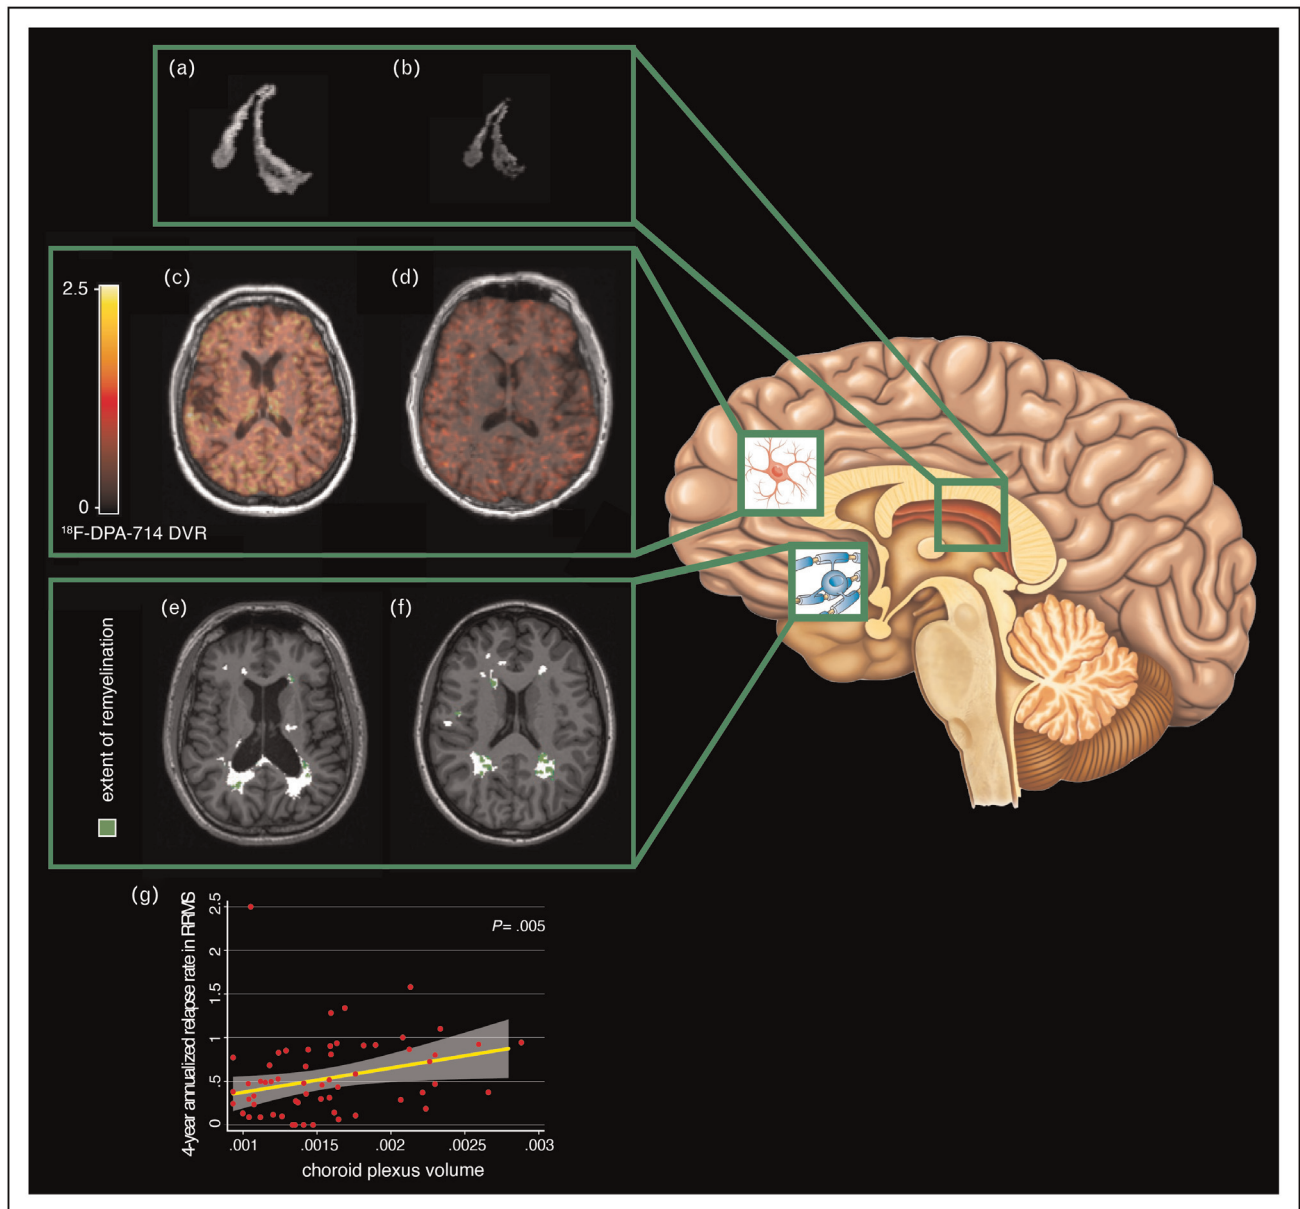 (a)
(b)
(c)
(d)
2.5
0
¹⁸F-DPA-714 DVR
(e)
(f)
extent of remyelination
(g)
4-year annualized relapse rate in RRMS
2.5
2
1.5
1
.5
0
P= .005
.001
.0015
.002
.0025
.003
choroid plexus volume